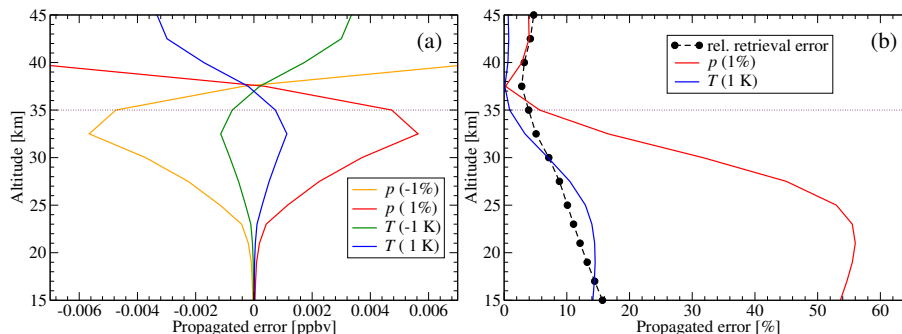 45
40
35
30
25
20
15
Altitude [km]
-0.006
-0.004
-0.002
0
0.002
0.004
0.006
Propagated error [ppbv]
(a)
p (-1%)
p ( 1%)
T (-1 K)
T ( 1 K)
45
40
35
30
25
20
15
Altitude [km]
0
10
20
30
40
50
60
Propagated error [%]
(b)
rel. retrieval error
p (1%)
T (1 K)